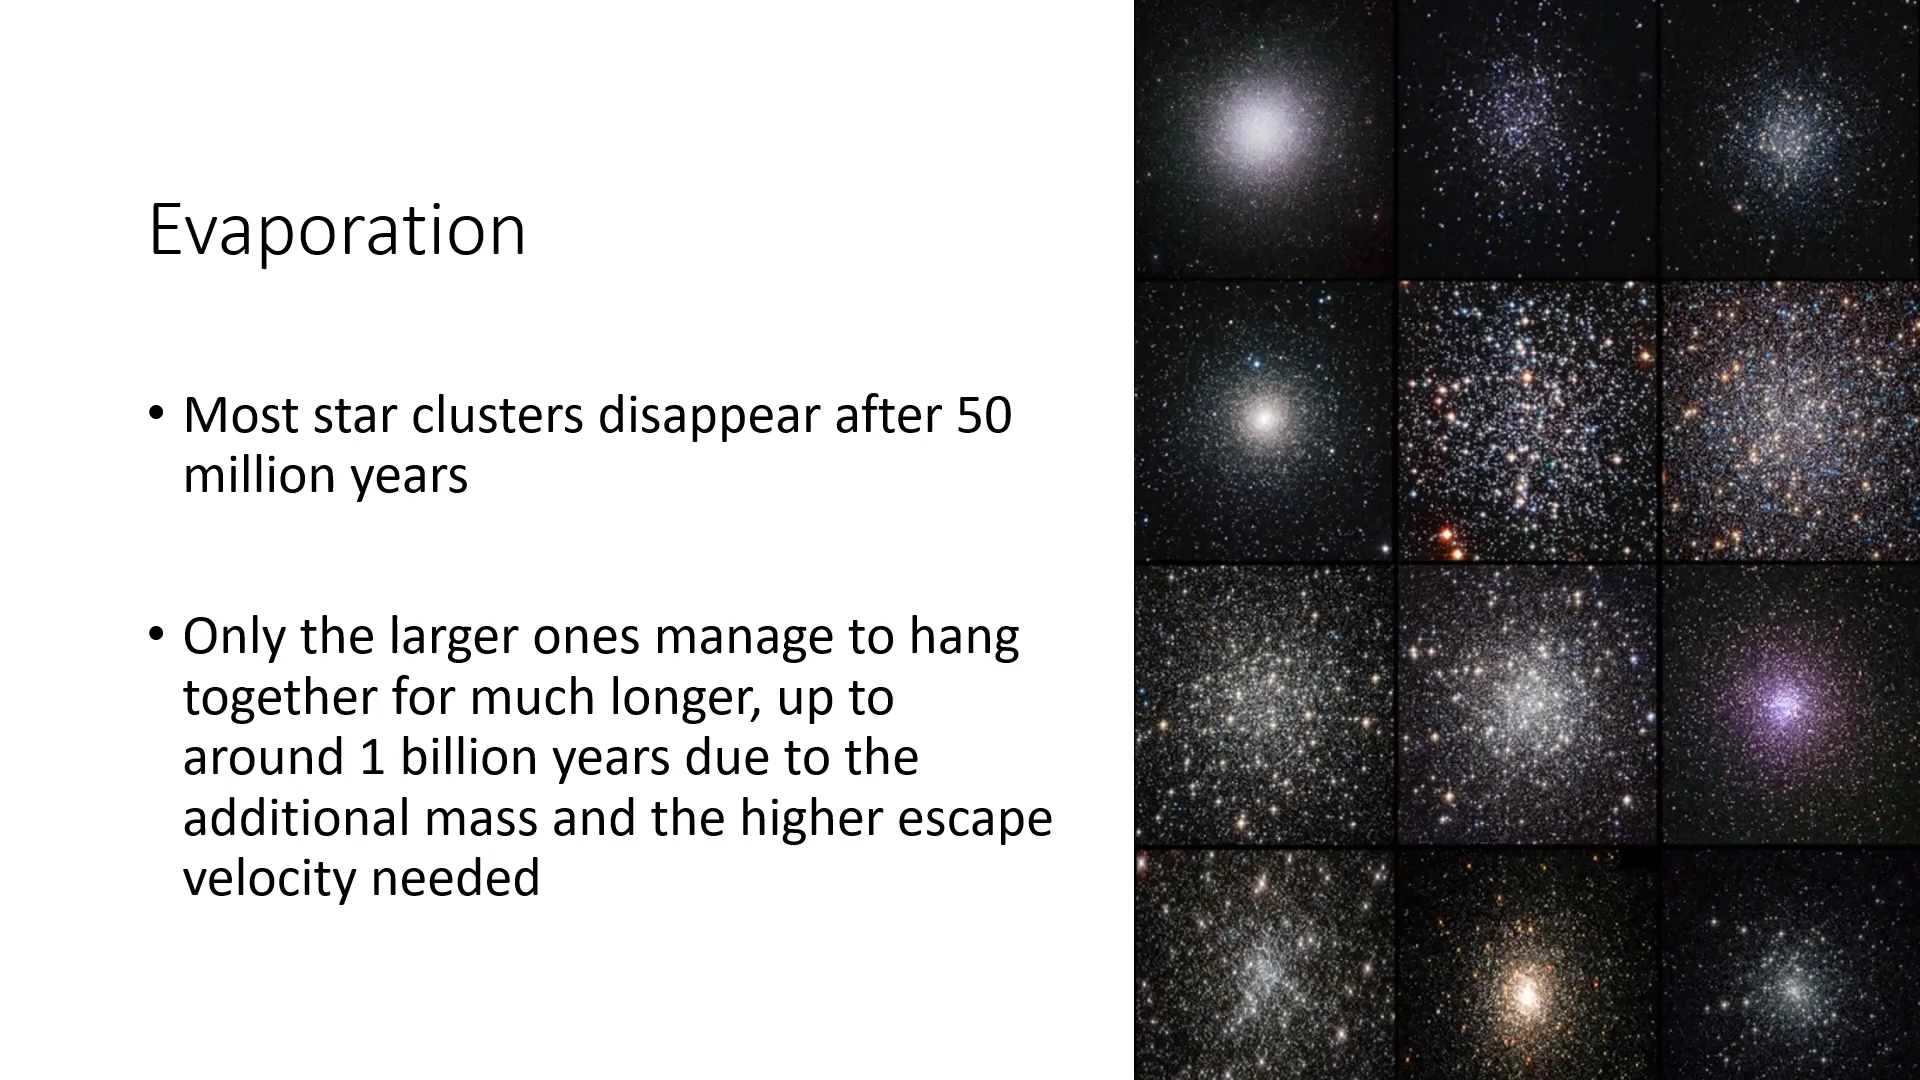 Evaporation
• Most star clusters disappear after 50
million years
• Only the larger ones manage to hang
together for much longer, up to
around 1 billion years due to the
additional mass and the higher escape
velocity needed